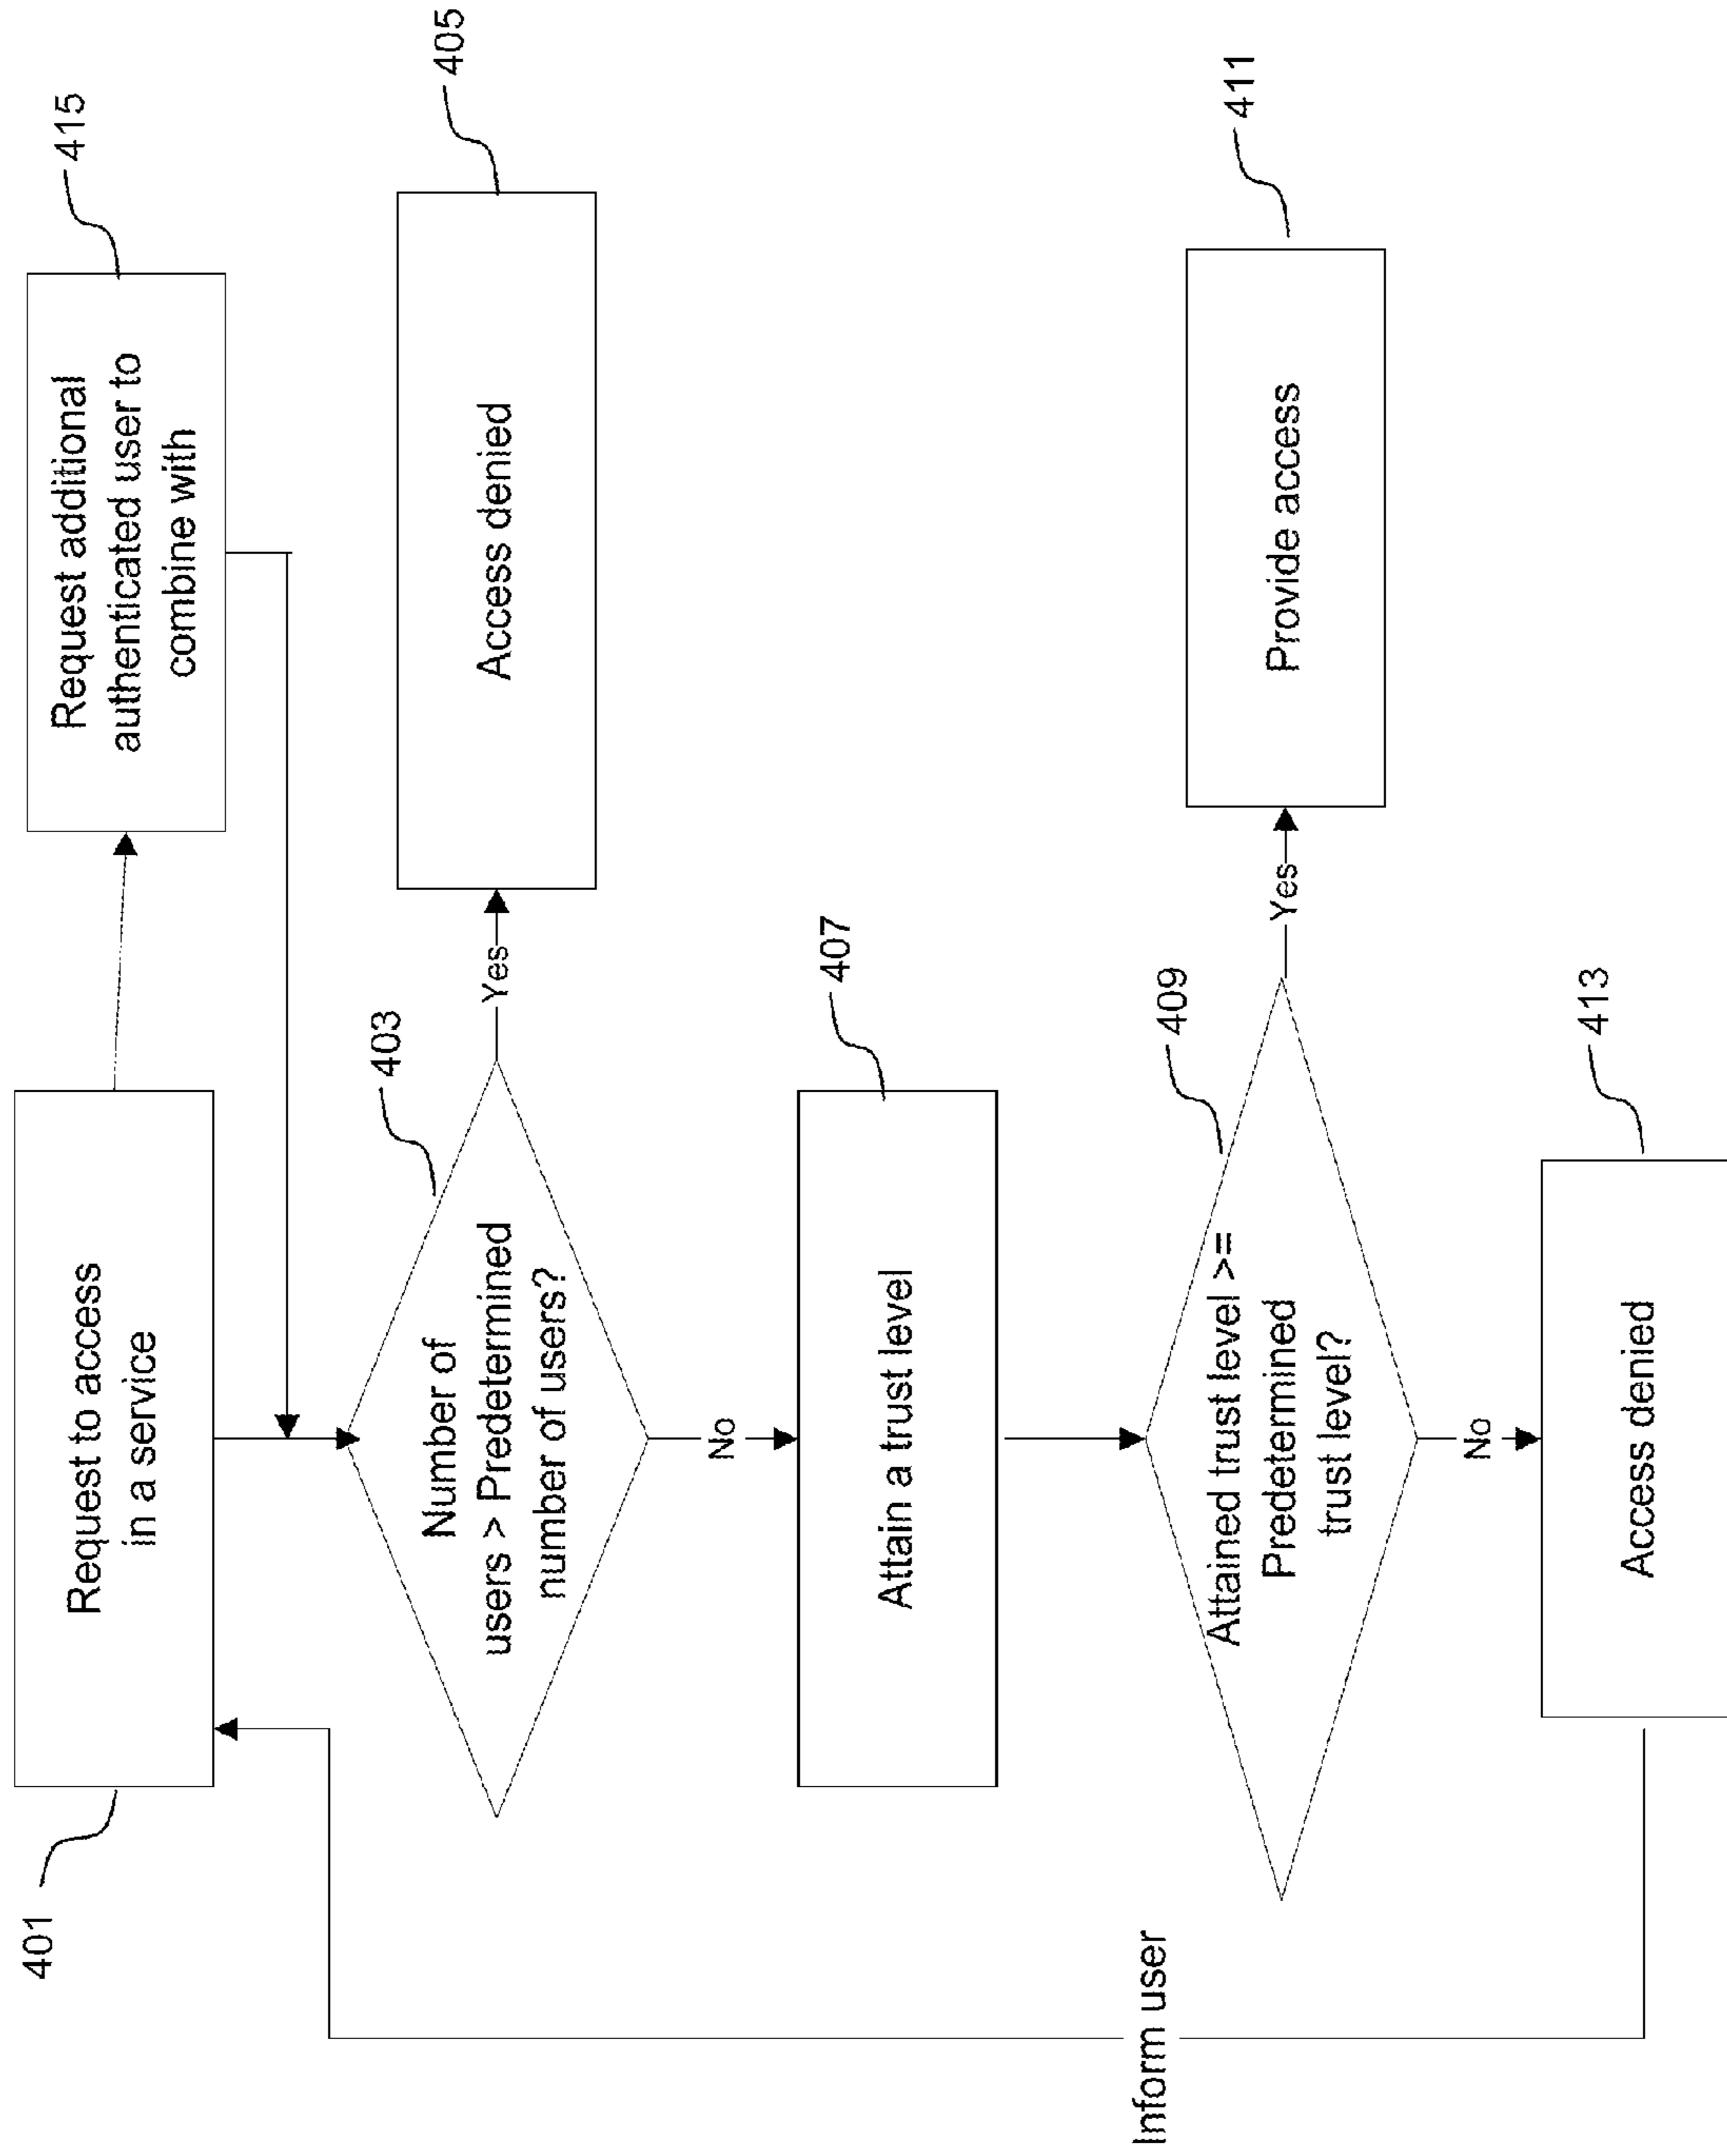 401
Request to access
in a service
415
Request additional
authenticated user to
combine with
403
Number of
users > Predetermined
number of users?
Yes
405
Access denied
No
407
Attain a trust level
409
Attained trust level >=
Predetermined
trust level?
Yes
411
Provide access
No
413
Access denied
Inform user